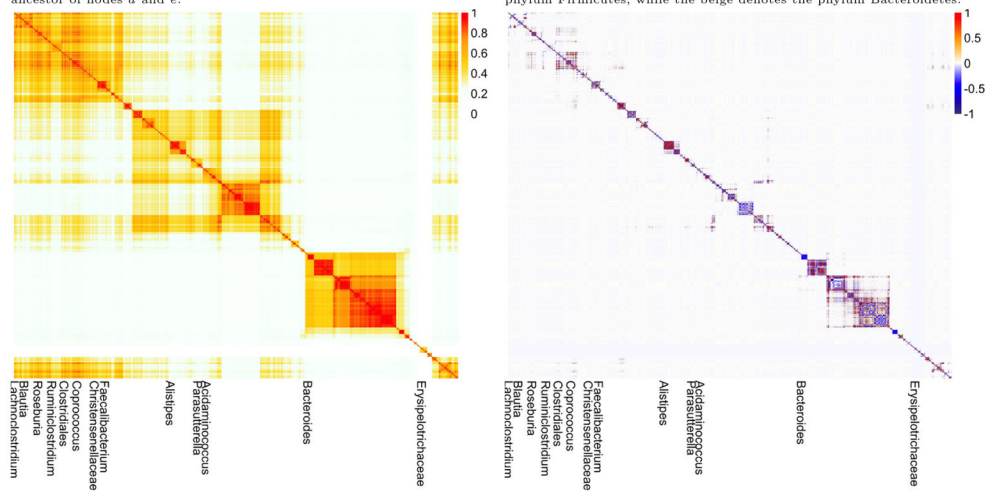 ancestor of nodes a and e.
phylum Firmicutes, while the beige denotes the phylum Bacteroidetes.
1
0.8
0.6
0.4
0.2
0
1
0.5
0
-0.5
-1
Lachnoclostridium
Blautia
Roseburia
Ruminiclostridium
Clostridiales
Coprococcus
Christensenellaceae
Faecalibacterium
Alistipes
Parasutterella
Acidaminococcus
Bacteroides
Erysipelotrichaceae
Lachnoclostridium
Blautia
Roseburia
Ruminiclostridium
Clostridiales
Coprococcus
Christensenellaceae
Faecalibacterium
Alistipes
Parasutterella
Acidaminococcus
Bacteroides
Erysipelotrichaceae